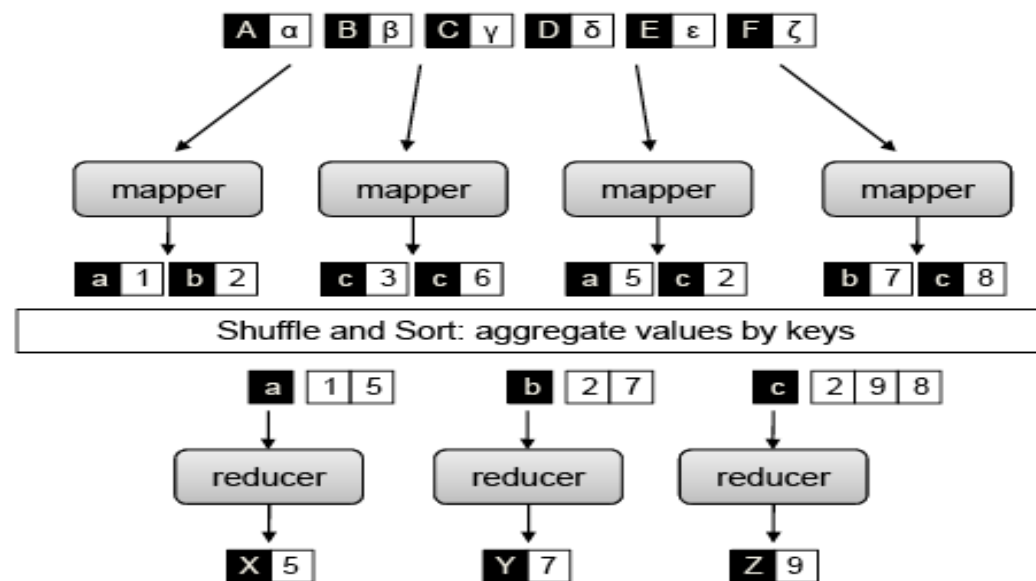 A α B β C γ D δ E ε F ζ
mapper mapper mapper mapper
a 1 b 2 c 3 c 6 a 5 c 2 b 7 c 8
Shuffle and Sort: aggregate values by keys
a 1 5 b 2 7 c 2 9 8
reducer reducer reducer
X 5 Y 7 Z 9